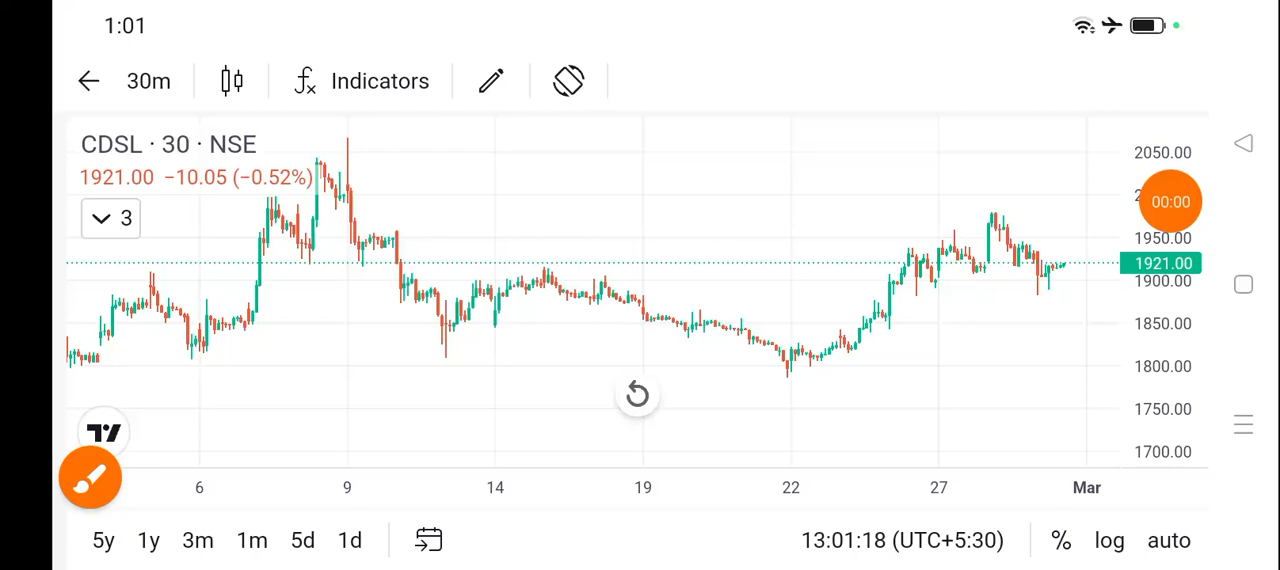 1:01
30m Indicators
CDSL · 30 · NSE
1921.00 −10.05 (−0.52%)
3
2050.00
00:00
1950.00
1921.00
1900.00
1850.00
1800.00
1750.00
1700.00
6 9 14 19 22 27 Mar
5y 1y 3m 1m 5d 1d 13:01:18 (UTC+5:30) % log auto